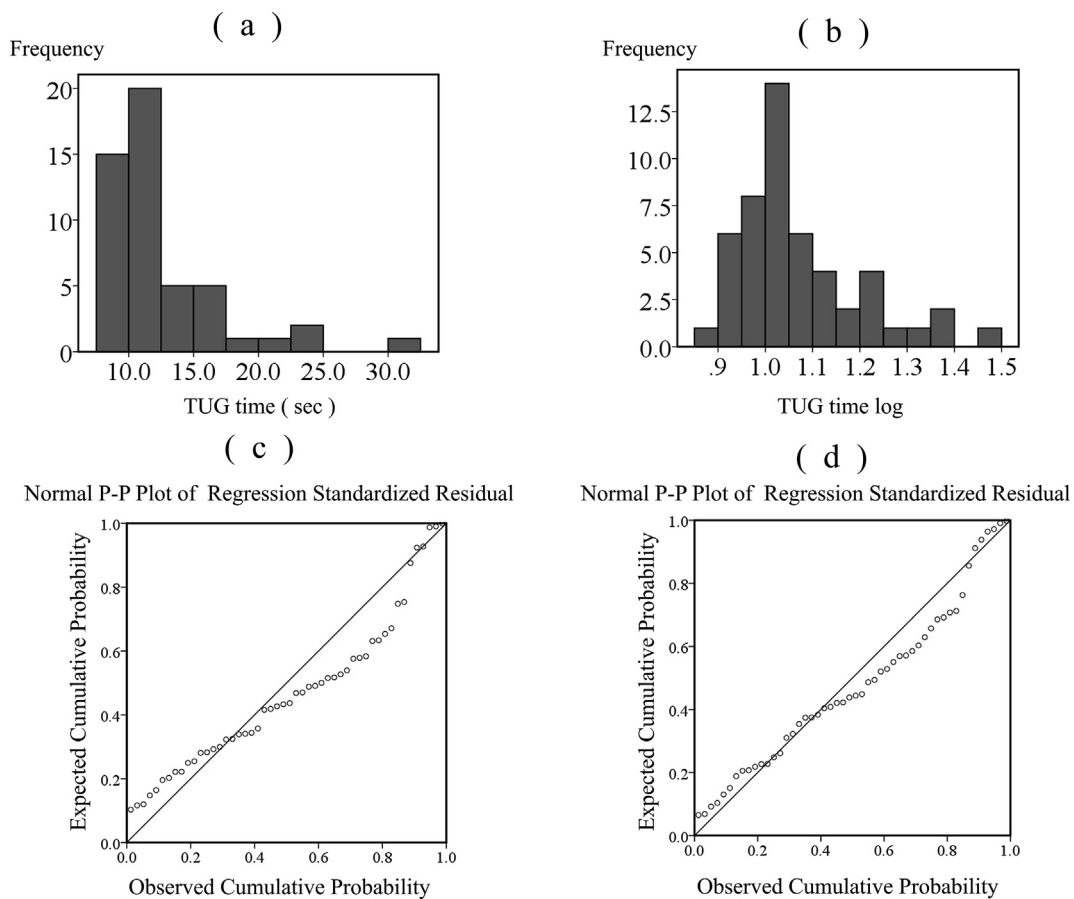 ( a )
Frequency
20
15
10
5
0
10.0 15.0 20.0 25.0 30.0
TUG time ( sec )
( b )
Frequency
12.5
10.0
7.5
5.0
2.5
0.0
.9 1.0 1.1 1.2 1.3 1.4 1.5
TUG time log
( c )
Normal P-P Plot of Regression Standardized Residual
Expected Cumulative Probability
1.0
0.8
0.6
0.4
0.2
0.0
0.0 0.2 0.4 0.6 0.8 1.0
Observed Cumulative Probability
( d )
Normal P-P Plot of Regression Standardized Residual
Expected Cumulative Probability
1.0
0.8
0.6
0.4
0.2
0.0
0.0 0.2 0.4 0.6 0.8 1.0
Observed Cumulative Probability